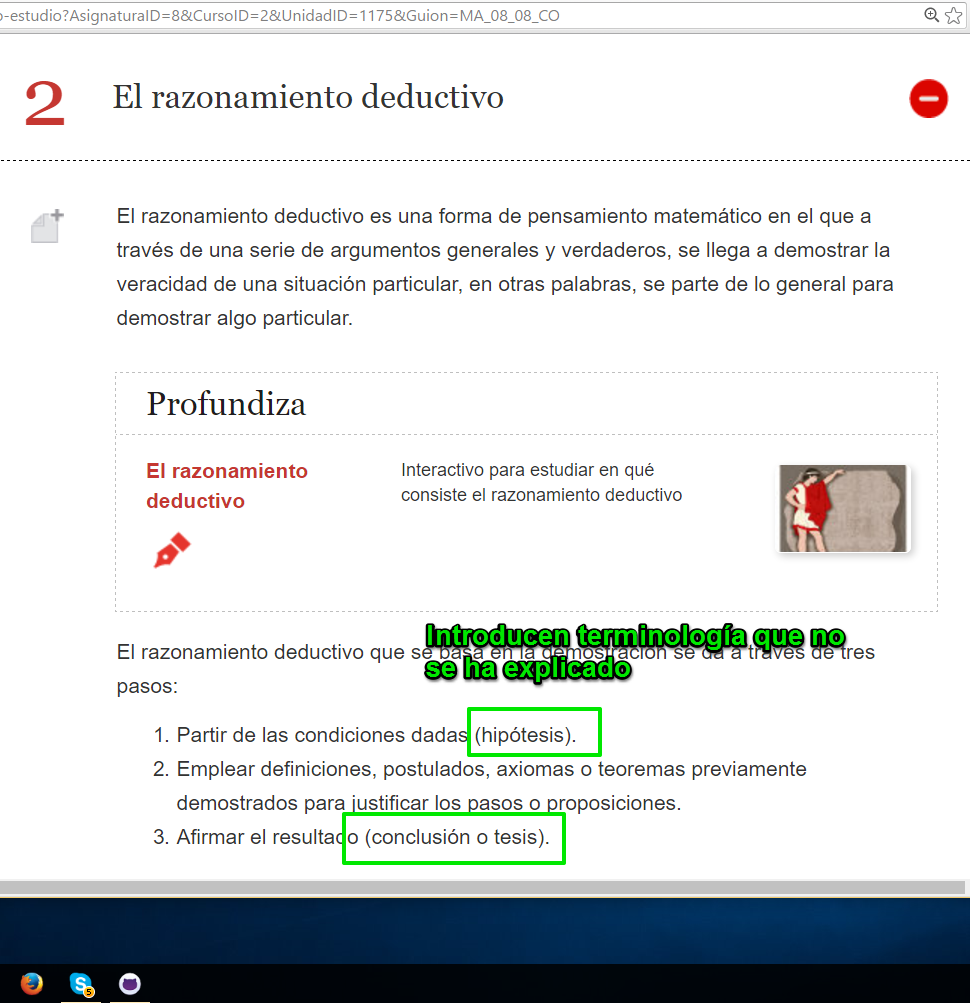 o-estudio?AsignaturaID=8&CursoID=2&UnidadID=1175&Guion=MA_08_08_CO
2 El razonamiento deductivo
El razonamiento deductivo es una forma de pensamiento matemático en el que a
través de una serie de argumentos generales y verdaderos, se llega a demostrar la
veracidad de una situación particular, en otras palabras, se parte de lo general para
demostrar algo particular.
Profundiza
El razonamiento
deductivo
Interactivo para estudiar en qué
consiste el razonamiento deductivo
Introducen terminología que no
se ha explicado
El razonamiento deductivo que se basa en la demostración se da a través de tres
pasos:
1. Partir de las condiciones dadas (hipótesis).
2. Emplear definiciones, postulados, axiomas o teoremas previamente
demostrados para justificar los pasos o proposiciones.
3. Afirmar el resultado (conclusión o tesis).
S
5